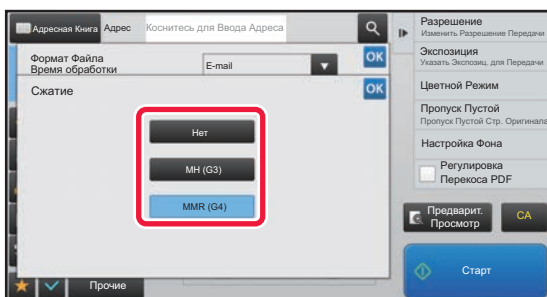 Адресная Книга Адрес Коснитесь для Ввода Адреса
Формат Файла
Время обработки
E-mail
OK
Сжатие
OK
Нет
MH (G3)
MMR (G4)
Прочие
Разрешение
Изменить Разрешение Передачи
Экспозиция
Указать Экспозиц. для Передачи
Цветной Режим
Пропуск Пустой
Пропуск Пустой Стр. Оригинала
Настройка Фона
Регулировка
Перекоса PDF
Предварит.
Просмотр
CA
Старт